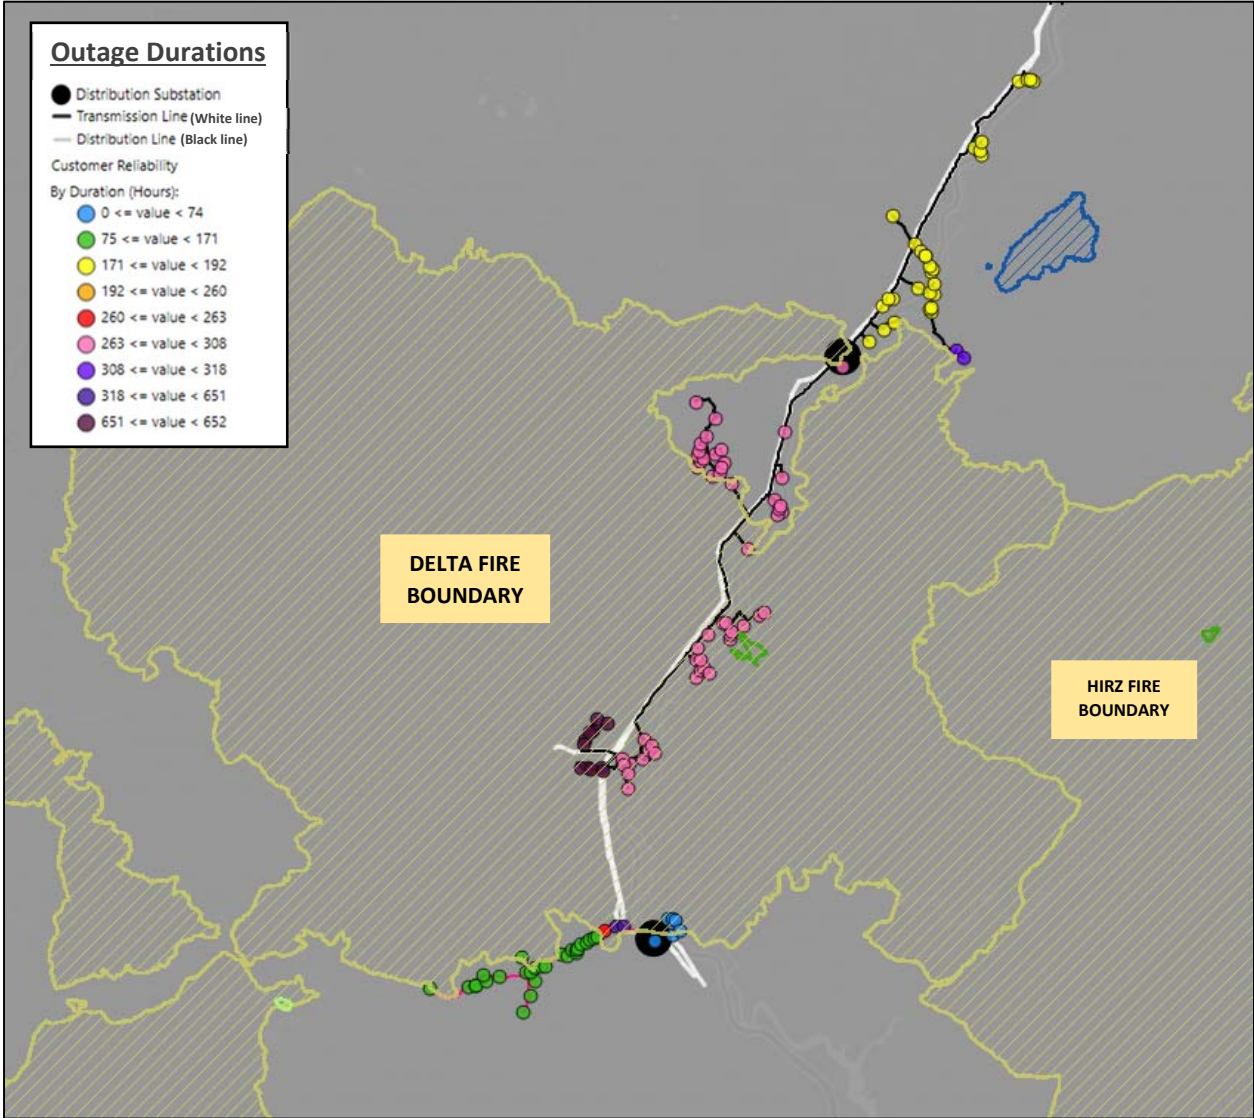 Outage Durations
Distribution Substation
Transmission Line (White line)
Distribution Line (Black line)
Customer Reliability
By Duration (Hours):
0 <= value < 74
75 <= value < 171
171 <= value < 192
192 <= value < 260
260 <= value < 263
263 <= value < 308
308 <= value < 318
318 <= value < 651
651 <= value < 652
DELTA FIRE
BOUNDARY
HIRZ FIRE
BOUNDARY